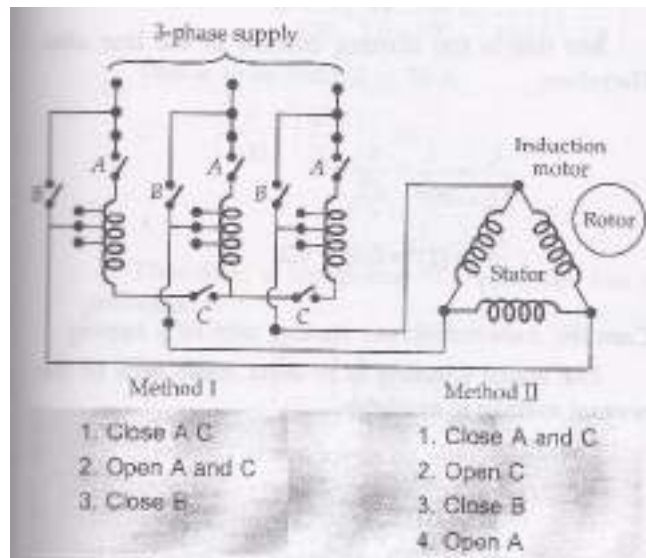 3-phase supply
A
A
A
B
B
B
C
C
Induction
motor
Rotor
Stator
Method I
Method II
1. Close A C
2. Open A and C
3. Close B
1. Close A and C
2. Open C
3. Close B
4. Open A